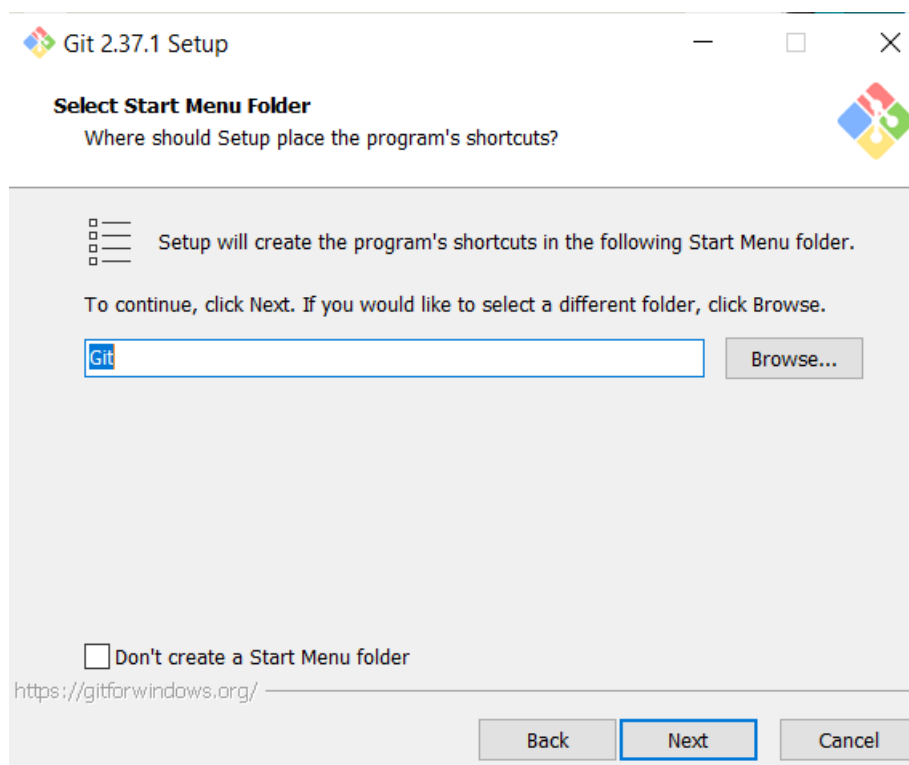 Git 2.37.1 Setup
Select Start Menu Folder
Where should Setup place the program's shortcuts?
Setup will create the program's shortcuts in the following Start Menu folder.
To continue, click Next. If you would like to select a different folder, click Browse.
Git
Browse...
Don't create a Start Menu folder
https://gitforwindows.org/
Back
Next
Cancel